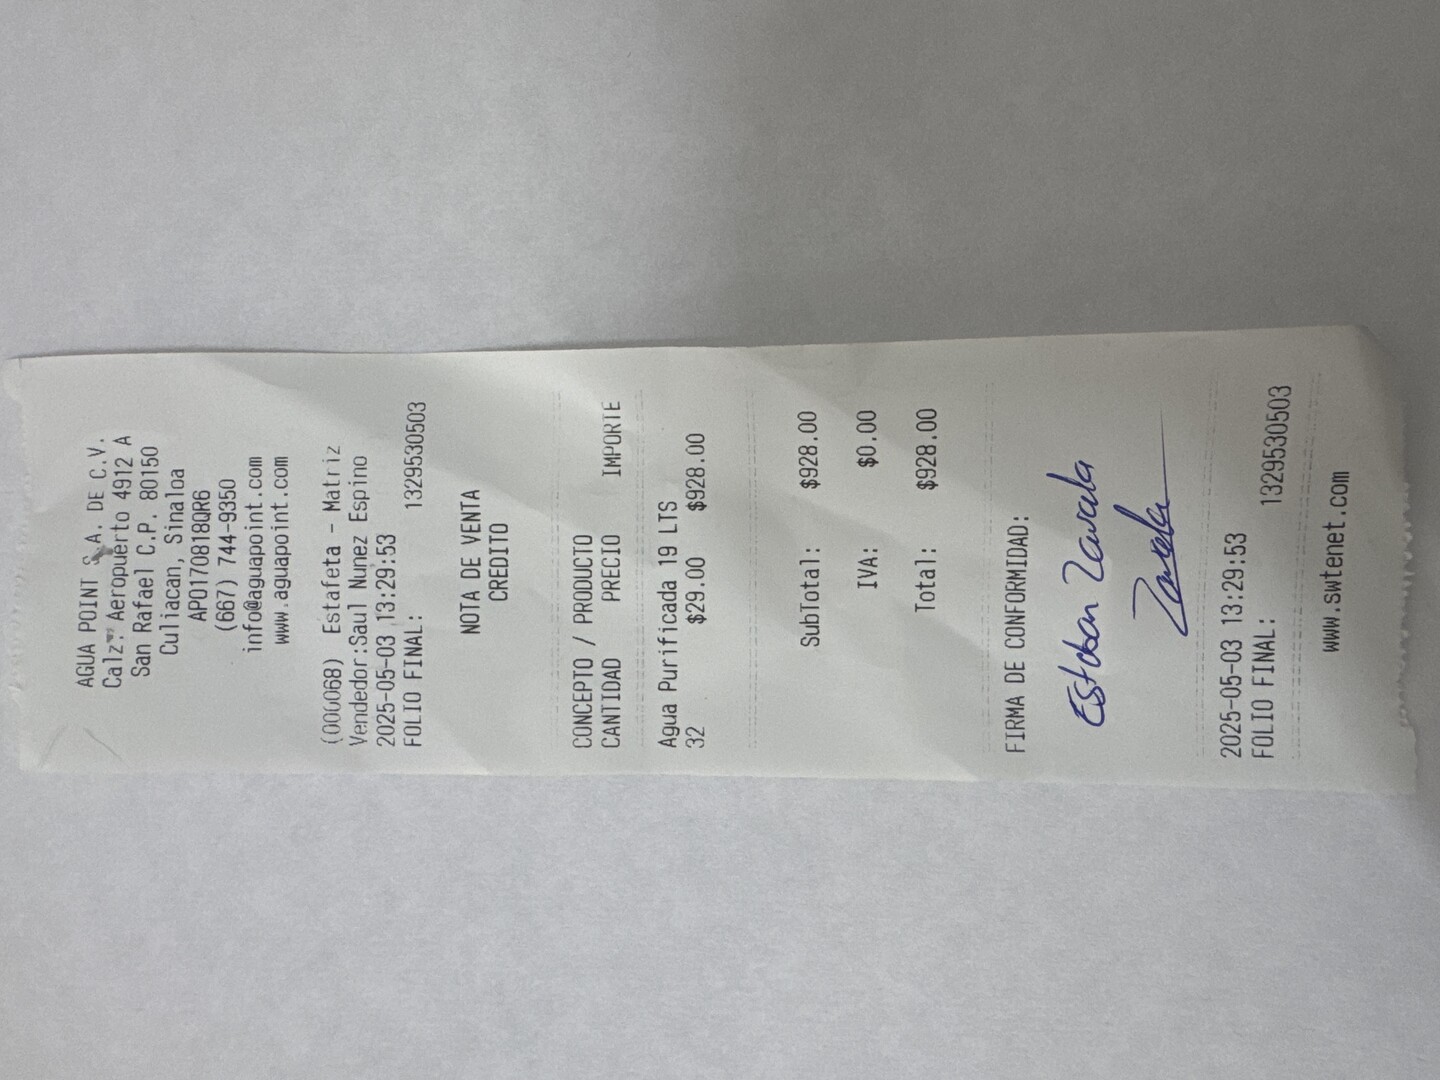 AGUA POINT S.A. DE C.V.
Calz. Aeropuerto 4912 A
San Rafael C.P. 80150
Culiacan, Sinaloa
APO170818QR6
(667) 744-9350
info@aguapoint.com
www.aguapoint.com
(000068) Estafeta - Matriz
Vendedor:Saul Nunez Espino
2025-05-03 13:29:53
FOLIO FINAL: 1329530503
NOTA DE VENTA
CREDITO
CONCEPTO / PRODUCTO
CANTIDAD PRECIO IMPORTE
Agua Purificada 19 LTS
32 $29.00 $928.00
SubTotal: $928.00
IVA: $0.00
Total: $928.00
FIRMA DE CONFORMIDAD:
Esteban Zavala
Zavala
2025-05-03 13:29:53
FOLIO FINAL: 1329530503
www.swtenet.com